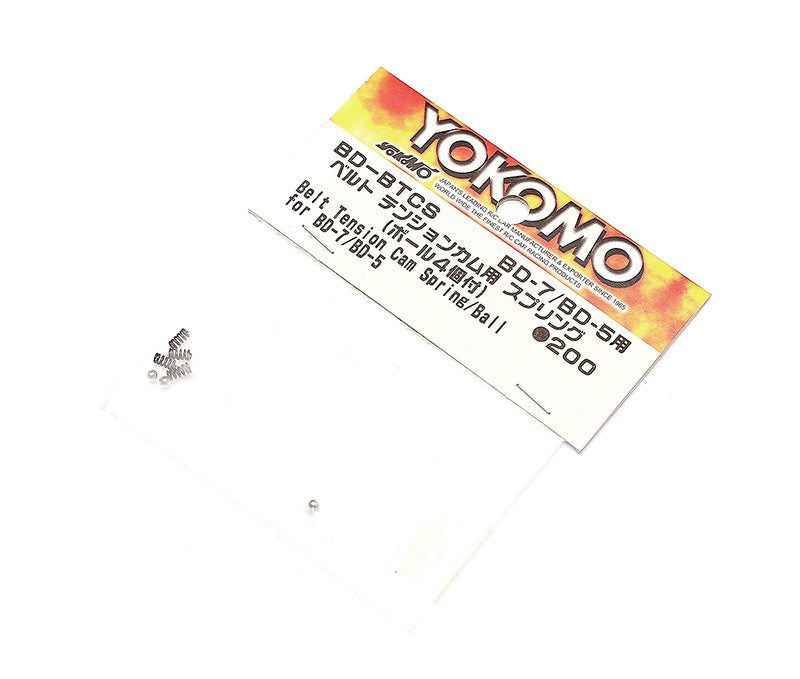 YOKOMO
YOKOMO
JAPAN'S LEADING R/C CAR MANUFACTURER & EXPORTER SINCE 1965
WORLD WIDE THE FINEST R/C CAR RACING PRODUCTS
BD-BTCS BD-7/BD-5用
ベルト テンションカム用 スプリング
(ボール4個付) ●200
Belt Tension Cam Spring/Ball
for BD-7/BD-5